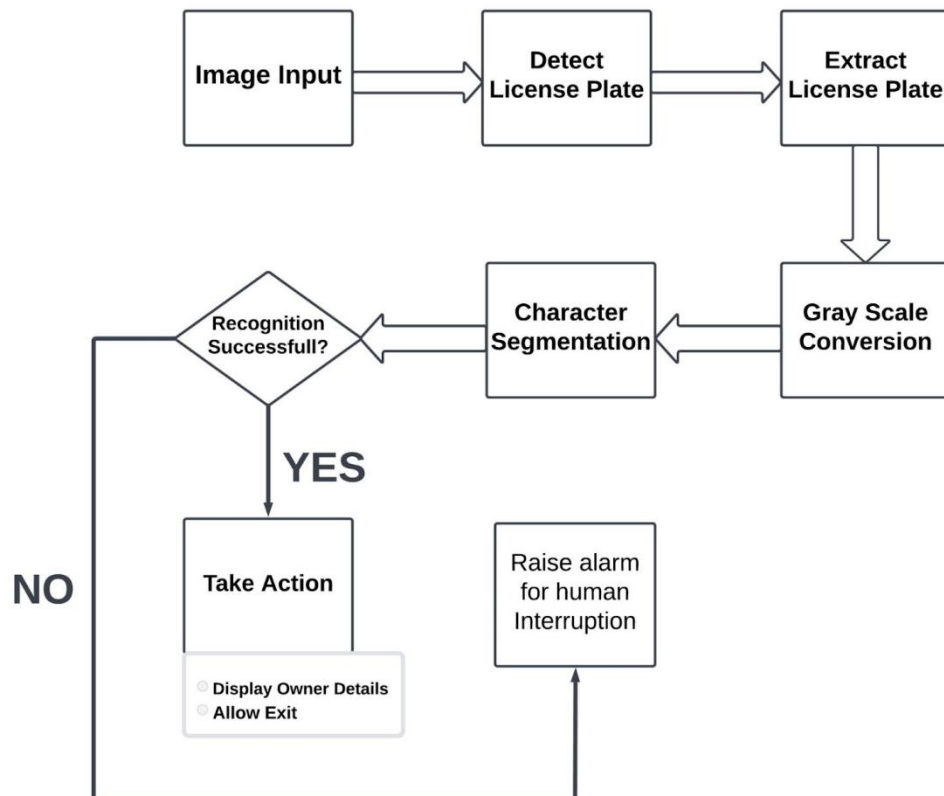 Image Input
Detect
License Plate
Extract
License Plate
Gray Scale
Conversion
Character
Segmentation
Recognition
Successfull?
YES
NO
Take Action
Display Owner Details
Allow Exit
Raise alarm
for human
Interruption